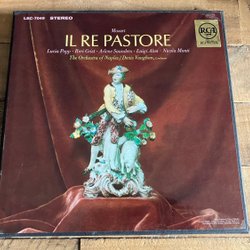 LSC-7049 STEREO
RCA
Mozart
IL RE PASTORE
Lucia Popp · Reri Grist · Arlene Saunders · Luigi Alva · Nicola Monti
The Orchestra of Naples / Denis Vaughan, Conductor